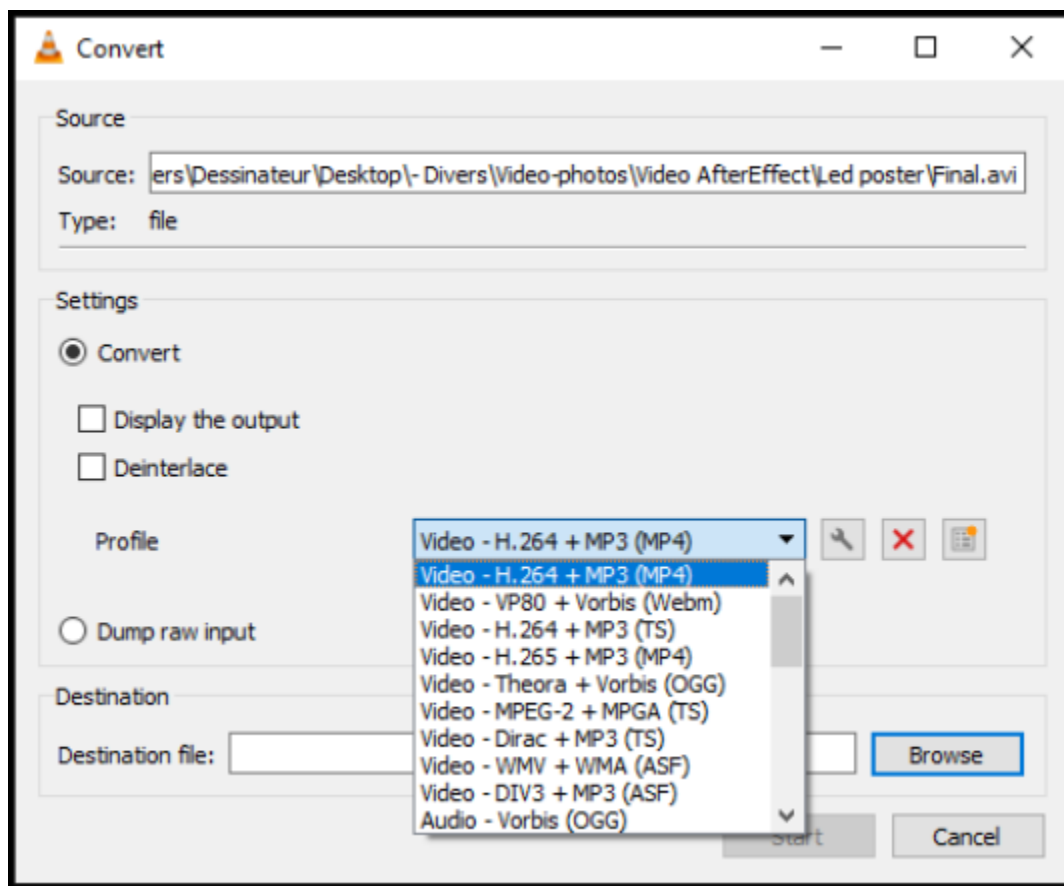 Convert
Source
Source: ers\Dessinateur\Desktop\- Divers\Video-photos\Video AfterEffect\Led poster\Final.avi
Type: file
Settings
Convert
Display the output
Deinterlace
Profile Video - H.264 + MP3 (MP4)
Video - H.264 + MP3 (MP4)
Video - VP80 + Vorbis (Webm)
Video - H.264 + MP3 (TS)
Dump raw input
Video - H.265 + MP3 (MP4)
Video - Theora + Vorbis (OGG)
Destination
Video - MPEG-2 + MPGA (TS)
Video - Dirac + MP3 (TS)
Destination file: Browse
Video - WMV + WMA (ASF)
Video - DIV3 + MP3 (ASF)
Audio - Vorbis (OGG)
Start Cancel